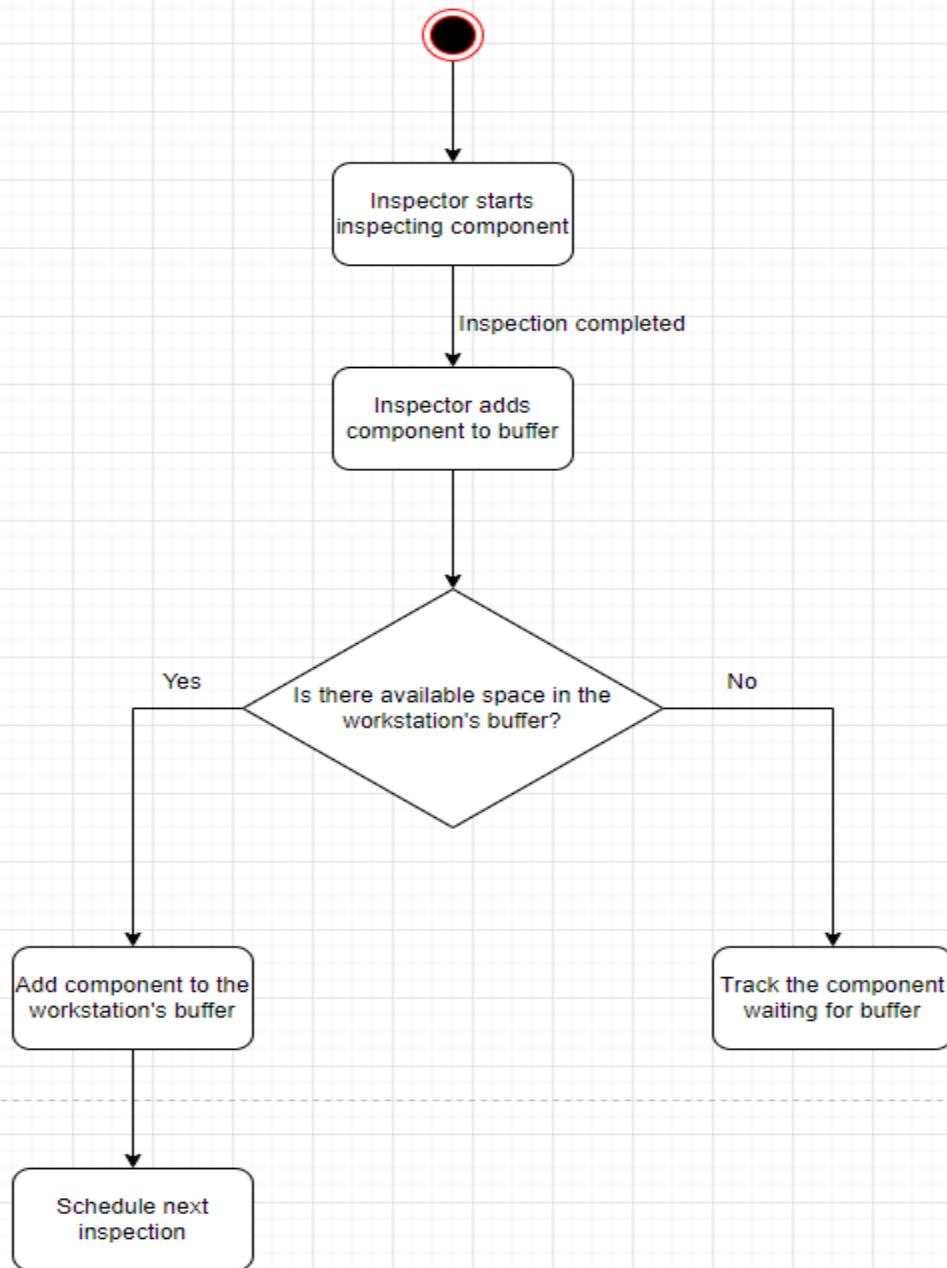 Inspector starts
inspecting component
Inspection completed
Inspector adds
component to buffer
Yes
No
Is there available space in the
workstation's buffer?
Add component to the
workstation's buffer
Track the component
waiting for buffer
Schedule next
inspection